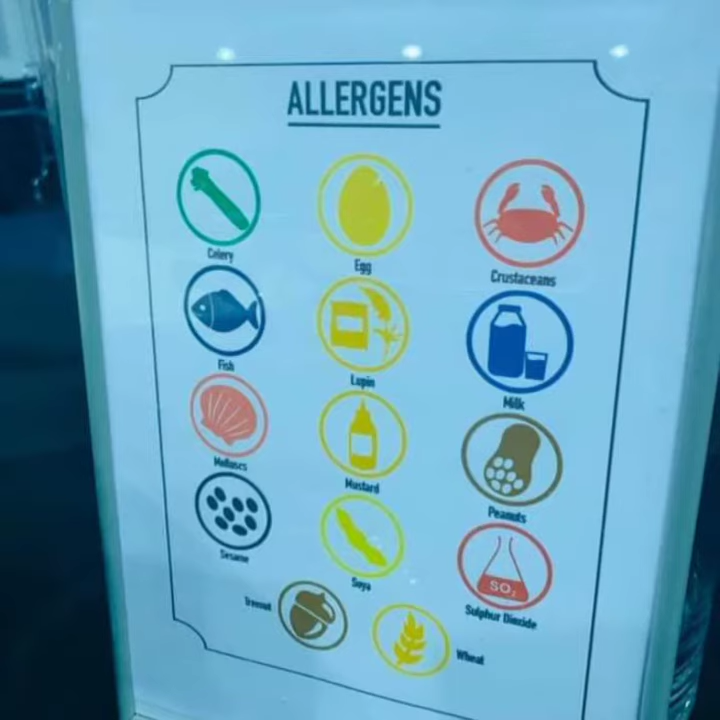 ALLERGENS
Celery
Egg
Crustaceans
Fish
Lupin
Milk
Molluscs
Mustard
Peanuts
Sesame
Soya
SO₂
Sulphur Dioxide
Treenut
Wheat